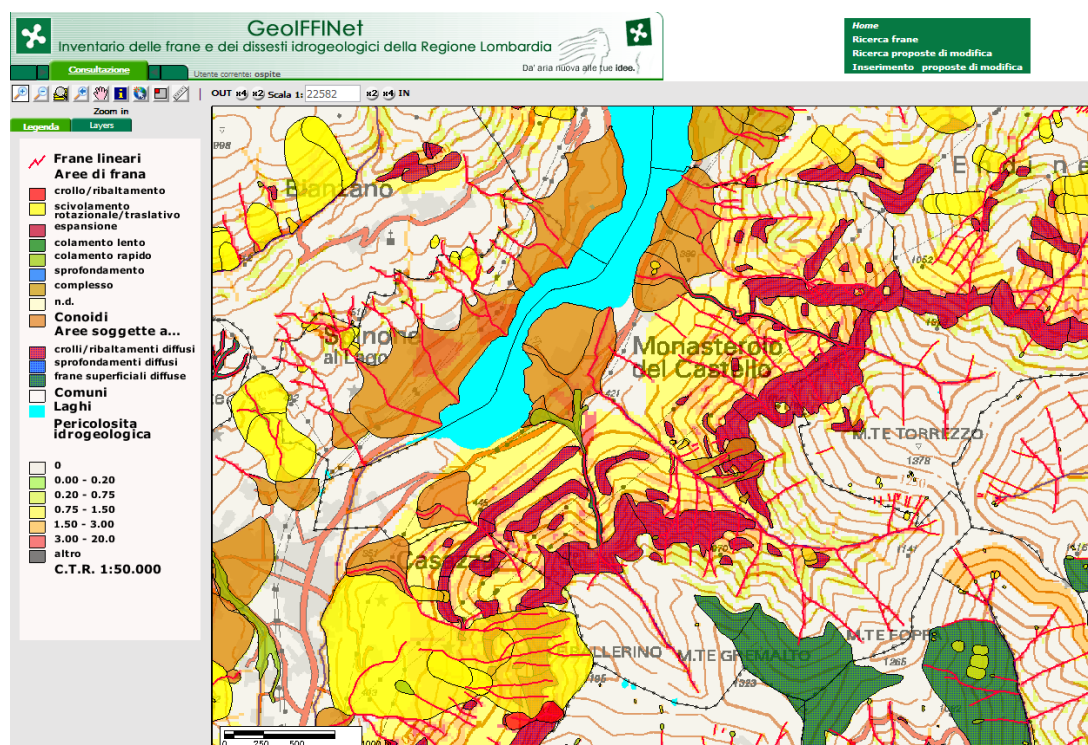 GeoIFFINet
Inventario delle frane e dei dissesti idrogeologici della Regione Lombardia
Da' aria nuova alle tue idee.
Home
Ricerca frane
Ricerca proposte di modifica
Inserimento proposte di modifica
Consultazione
Utente corrente: ospite
OUT x4 x2 Scala 1: 22582 x2 x4 IN
Zoom in
Legenda
Layers
Frane lineari
Aree di frana
crollo/ribaltamento
scivolamento
rotazionale/traslativo
espansione
colamento lento
colamento rapido
sprofondamento
complesso
n.d.
Conoidi
Aree soggette a...
crolli/ribaltamenti diffusi
sprofondamenti diffusi
frane superficiali diffuse
Comuni
Laghi
Pericolosita
idrogeologica
0
0.00 - 0.20
0.20 - 0.75
0.75 - 1.50
1.50 - 3.00
3.00 - 20.0
altro
C.T.R. 1:50.000
Bianzano
Endine
1052
al Lago
Monasterolo
del Castello
421
M.TE TORREZZO
1378
445
Casazza
1141
M.TE FOPPA
1265
M.TE GREMALTO
1323
0 250 500 1000